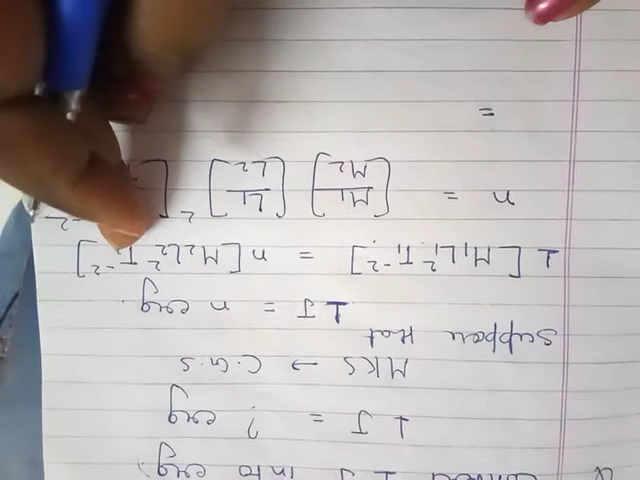 Convert 1 J into erg)
1 J = ? erg
MKS → C.G.S
Suppose that
1 J = n erg.
1 [M₁L₁²T₁⁻²] = n [M₂L₂²T₂⁻²]
n = [M₁/M₂] [L₁/L₂]² [
=